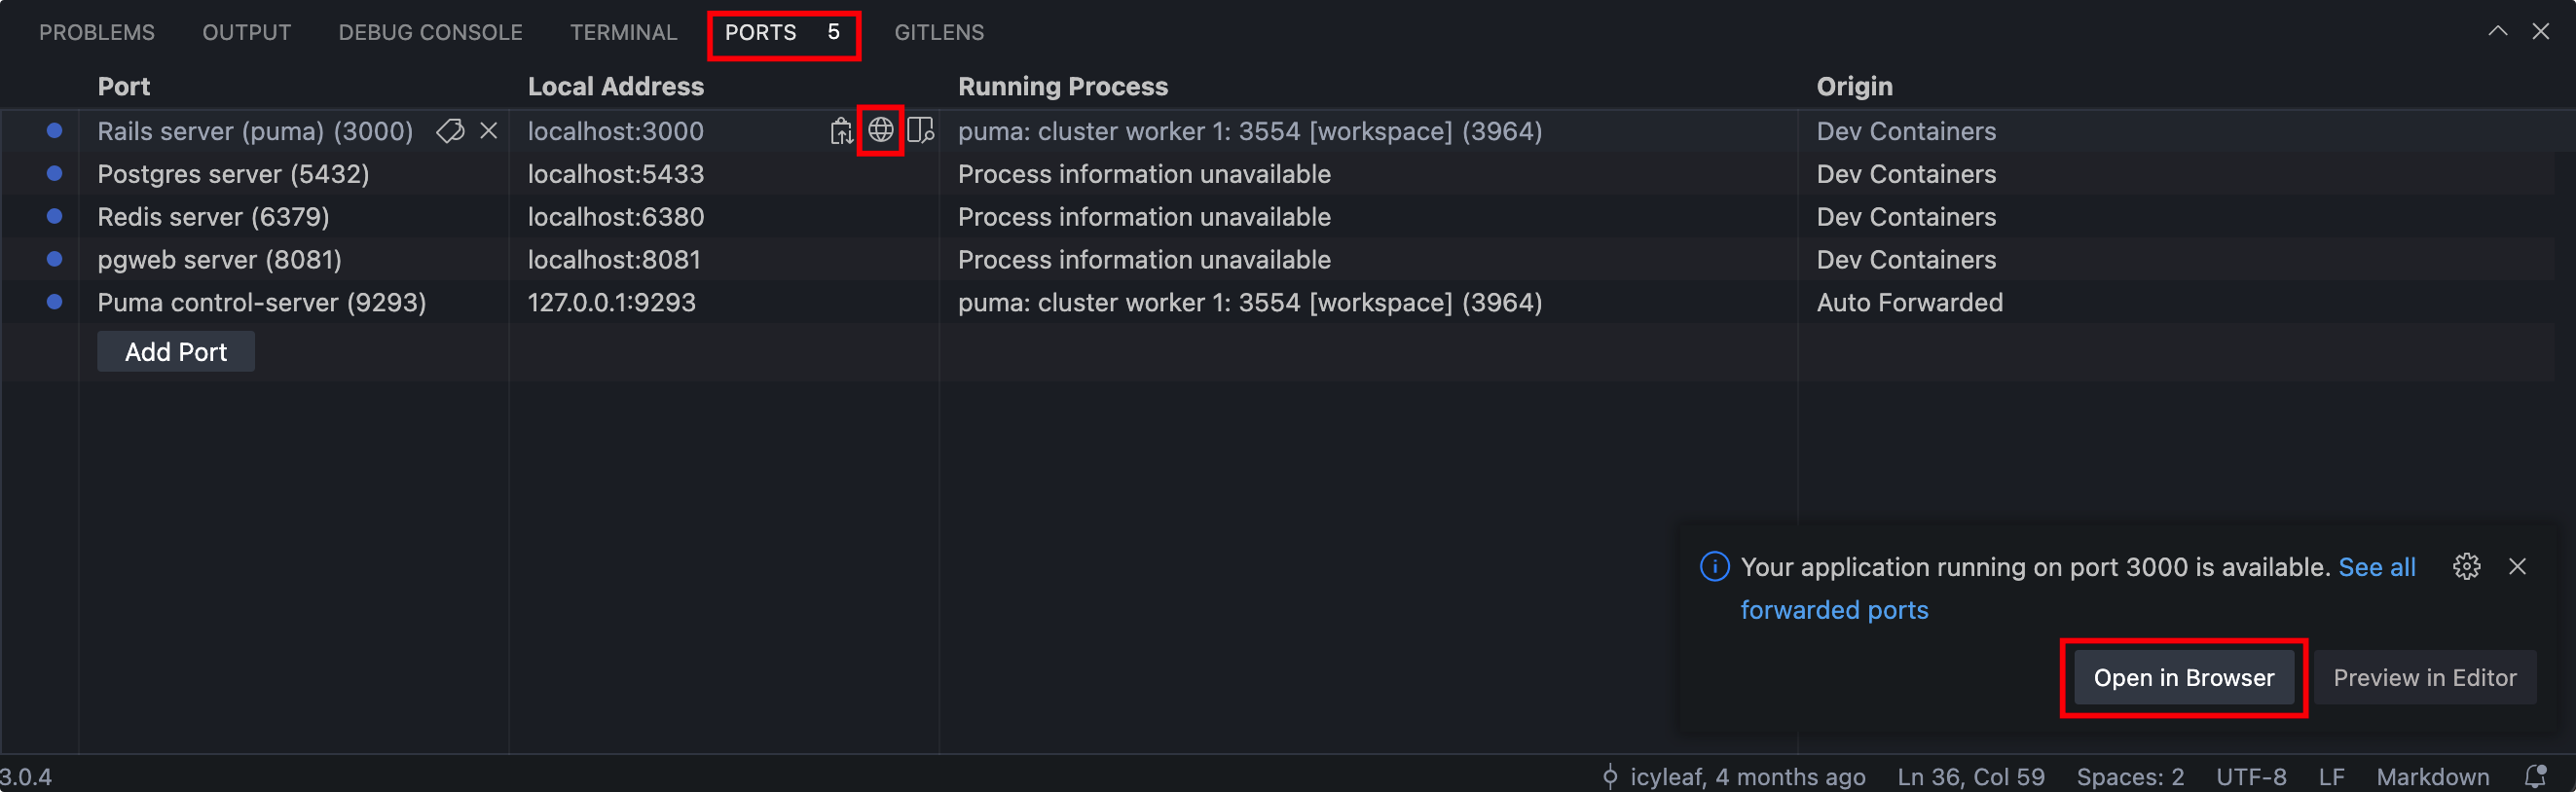 PROBLEMS OUTPUT DEBUG CONSOLE TERMINAL PORTS 5 GITLENS
Port Local Address Running Process Origin
Rails server (puma) (3000) localhost:3000 puma: cluster worker 1: 3554 [workspace] (3964) Dev Containers
Postgres server (5432) localhost:5433 Process information unavailable Dev Containers
Redis server (6379) localhost:6380 Process information unavailable Dev Containers
pgweb server (8081) localhost:8081 Process information unavailable Dev Containers
Puma control-server (9293) 127.0.0.1:9293 puma: cluster worker 1: 3554 [workspace] (3964) Auto Forwarded
Add Port
Your application running on port 3000 is available. See all
forwarded ports
Open in Browser Preview in Editor
3.0.4 icyleaf, 4 months ago Ln 36, Col 59 Spaces: 2 UTF-8 LF Markdown